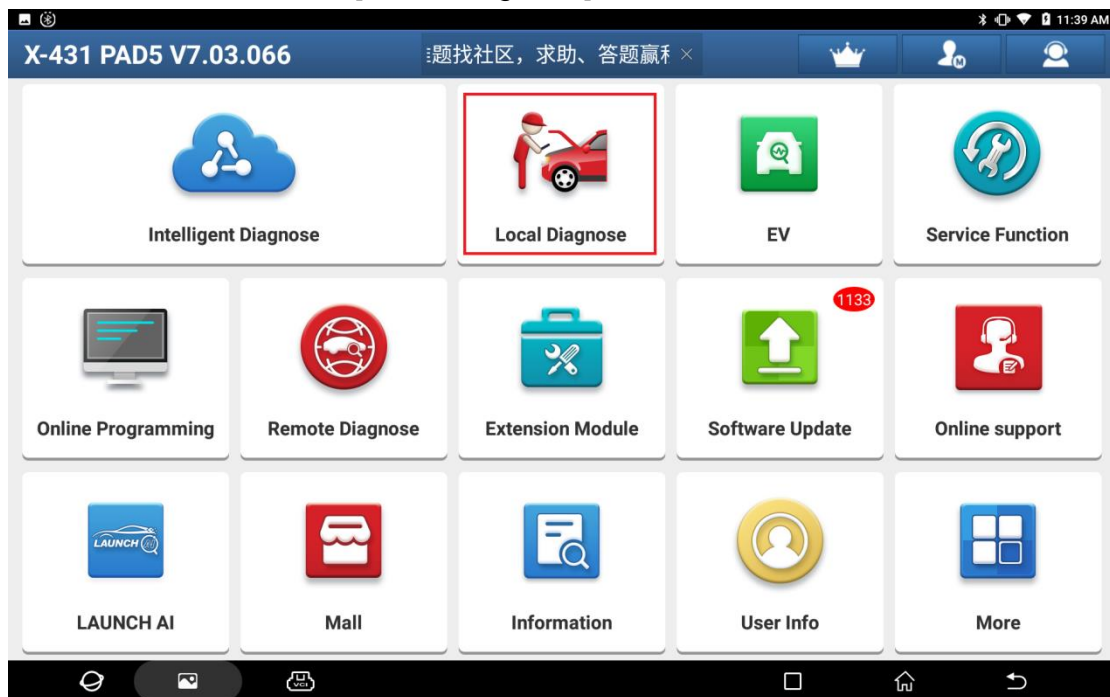 11:39 AM
X-431 PAD5 V7.03.066
题找社区，求助、答题赢
Intelligent Diagnose
Local Diagnose
EV
Service Function
Online Programming
Remote Diagnose
Extension Module
1133
Software Update
Online support
LAUNCH
LAUNCH AI
Mall
Information
User Info
More
VCI